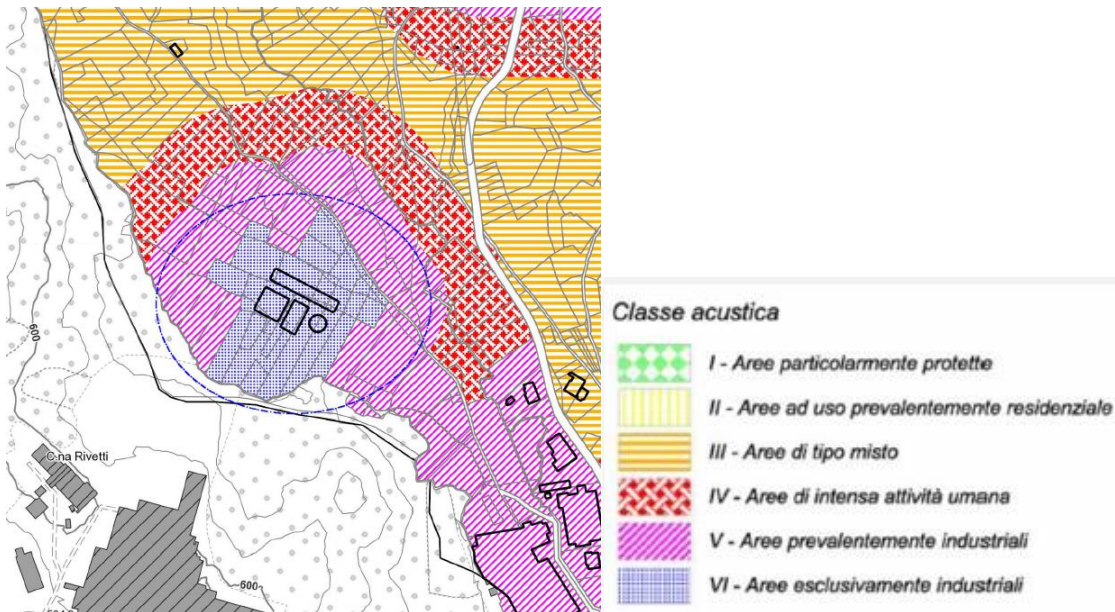 600
C.na Rivetti
600
Classe acustica
I - Aree particolarmente protette
II - Aree ad uso prevalentemente residenziale
III - Aree di tipo misto
IV - Aree di intensa attività umana
V - Aree prevalentemente industriali
VI - Aree esclusivamente industriali